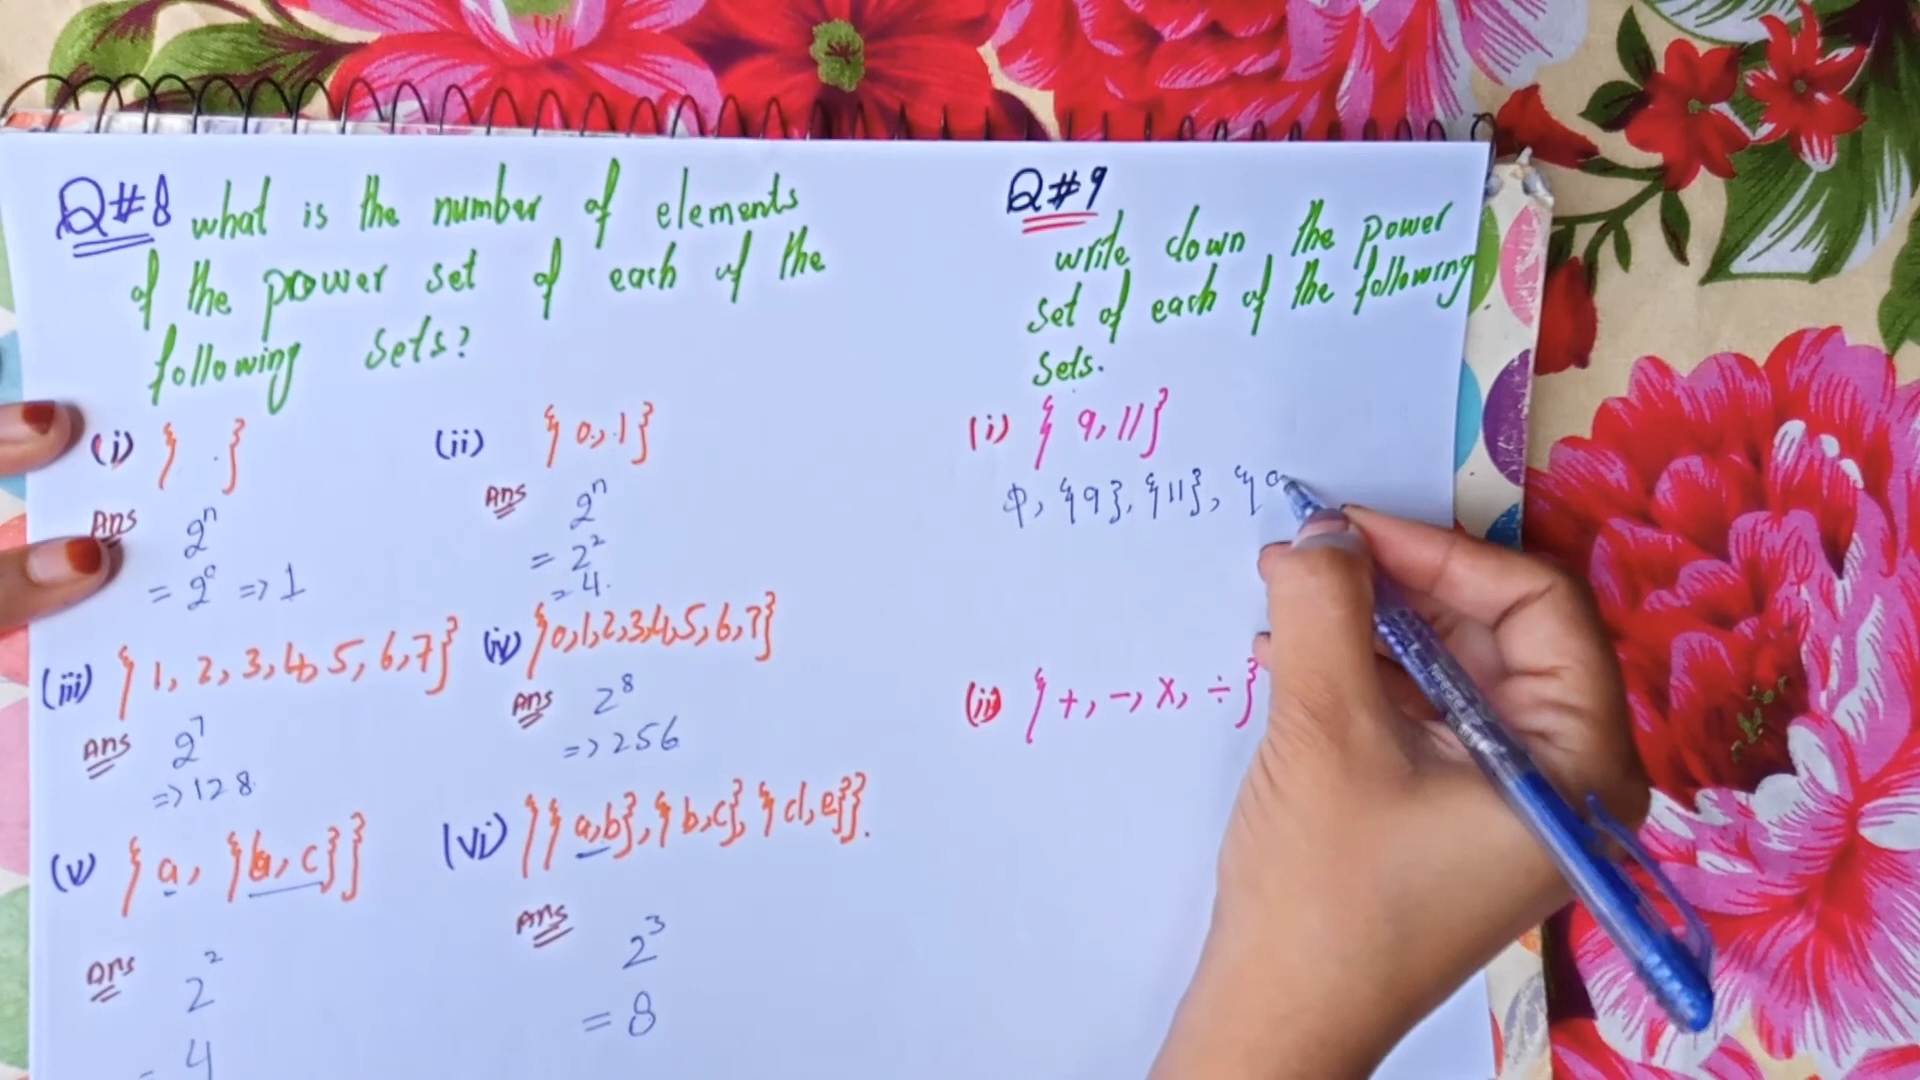 Q#8 what is the number of elements
of the power set of each of the
following sets?
(i) { }
Ans 2ⁿ
= 2⁰ => 1
(ii) {0, 1}
Ans 2ⁿ
= 2²
= 4.
(iii) {1, 2, 3, 4, 5, 6, 7}
Ans 2⁷
=> 128
(iv) {0,1,2,3,4,5,6,7}
Ans 2⁸
=> 256
(v) {a, {b, c}}
Ans 2²
= 4
(vi) {{a,b}, {b,c}, {d,e}}.
Ans 2³
= 8
Q#9
write down the power
set of each of the following
sets.
(i) {9, 11}
ϕ, {9}, {11}, {
(ii) {+, -, ×, ÷}